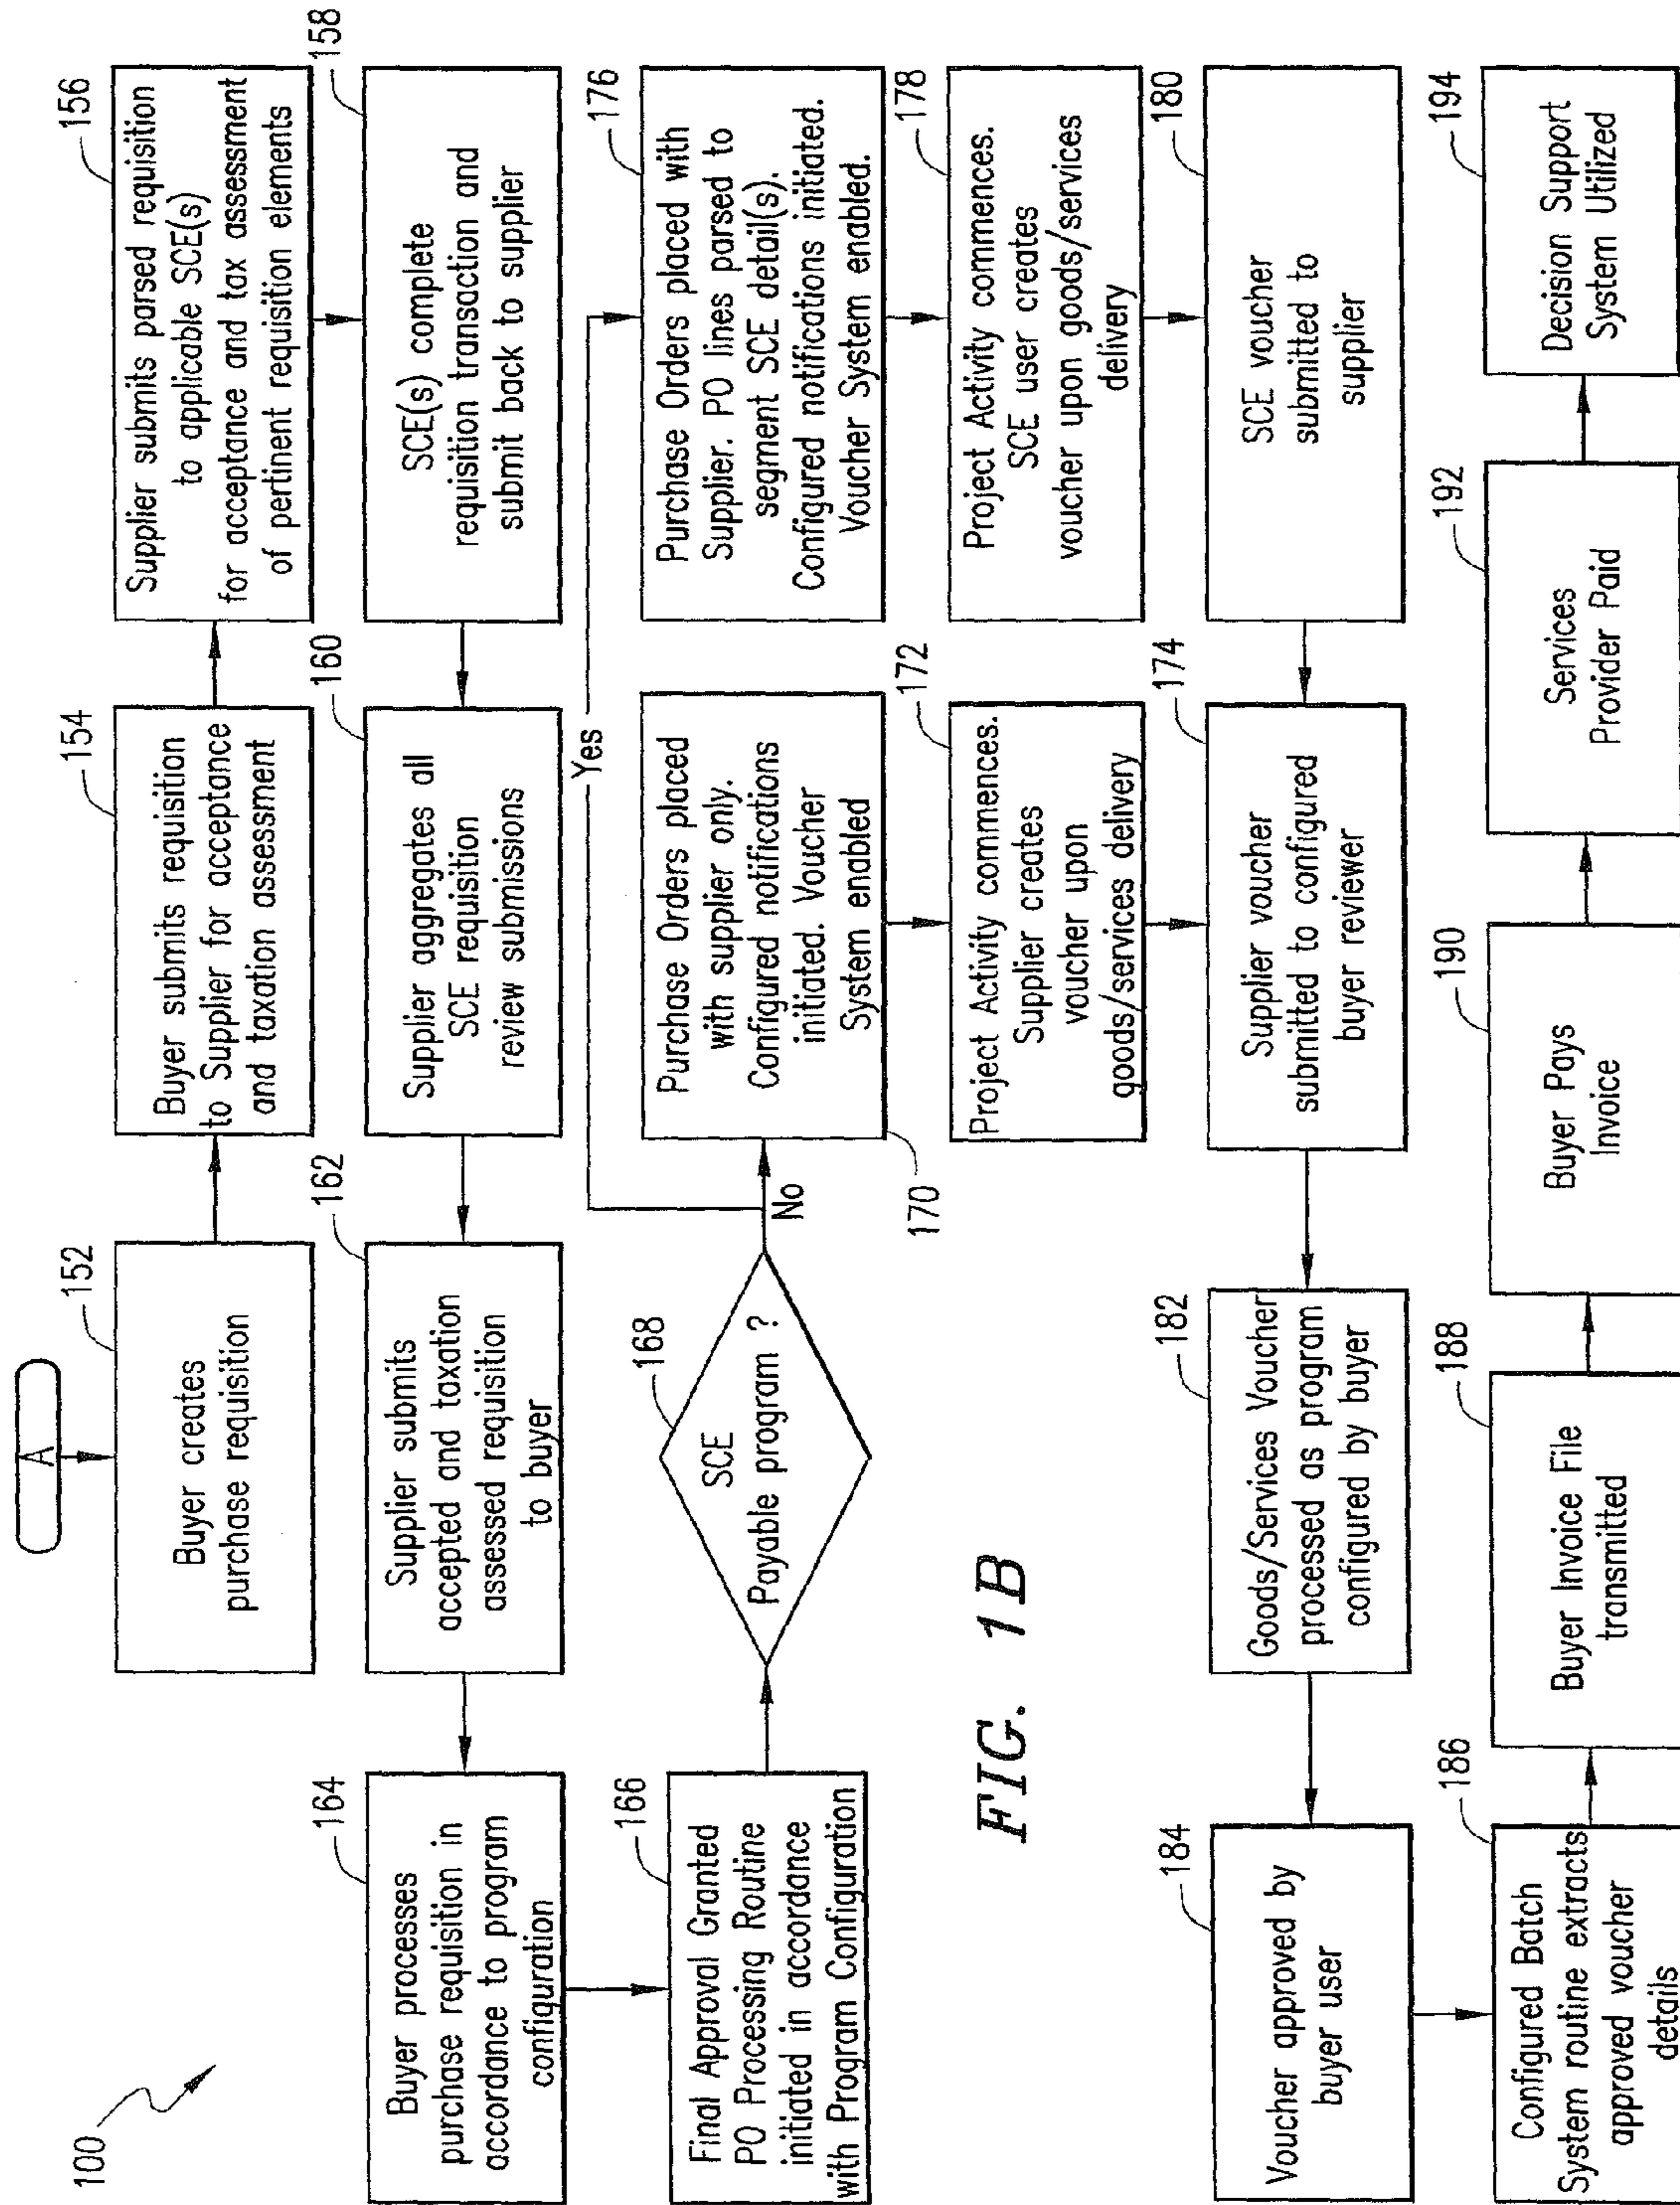 100
A
152
Buyer creates
purchase requisition
154
Buyer submits requisition
to Supplier for acceptance
and taxation assessment
156
Supplier submits parsed requisition
to applicable SCE(s)
for acceptance and tax assessment
of pertinent requisition elements
158
SCE(s) complete
requisition transaction and
submit back to supplier
160
Supplier aggregates all
SCE requisition
review submissions
162
Supplier submits
accepted and taxation
assessed requisition
to buyer
164
Buyer processes
purchase requisition in
accordance to program
configuration
166
Final Approval Granted
PO Processing Routine
initiated in accordance
with Program Configuration
168
SCE
Payable program ?
No
Yes
170
Purchase Orders placed
with supplier only.
Configured notifications
initiated. Voucher
System enabled
172
Project Activity commences.
Supplier creates
voucher upon
goods/services delivery
174
Supplier voucher
submitted to configured
buyer reviewer
176
Purchase Orders placed with
Supplier. PO lines parsed to
segment SCE detail(s).
Configured notifications initiated.
Voucher System enabled.
178
Project Activity commences.
SCE user creates
voucher upon goods/services
delivery
180
SCE voucher
submitted to
supplier
FIG. 1B
182
Goods/Services Voucher
processed as program
configured by buyer
184
Voucher approved by
buyer user
186
Configured Batch
System routine extracts
approved voucher
details
188
Buyer Invoice File
transmitted
190
Buyer Pays
Invoice
192
Services
Provider Paid
194
Decision Support
System Utilized